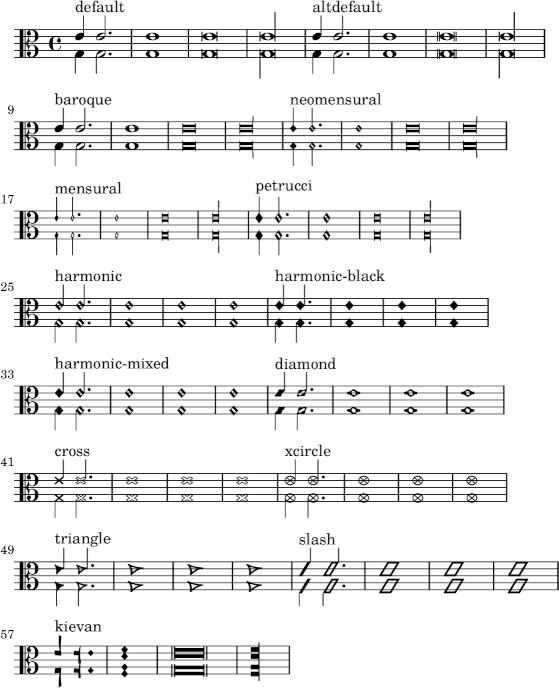 default altdefault
9
baroque neomensural
17
mensural petrucci
25
harmonic harmonic-black
33
harmonic-mixed diamond
41
cross xcircle
49
triangle slash
57
kievan